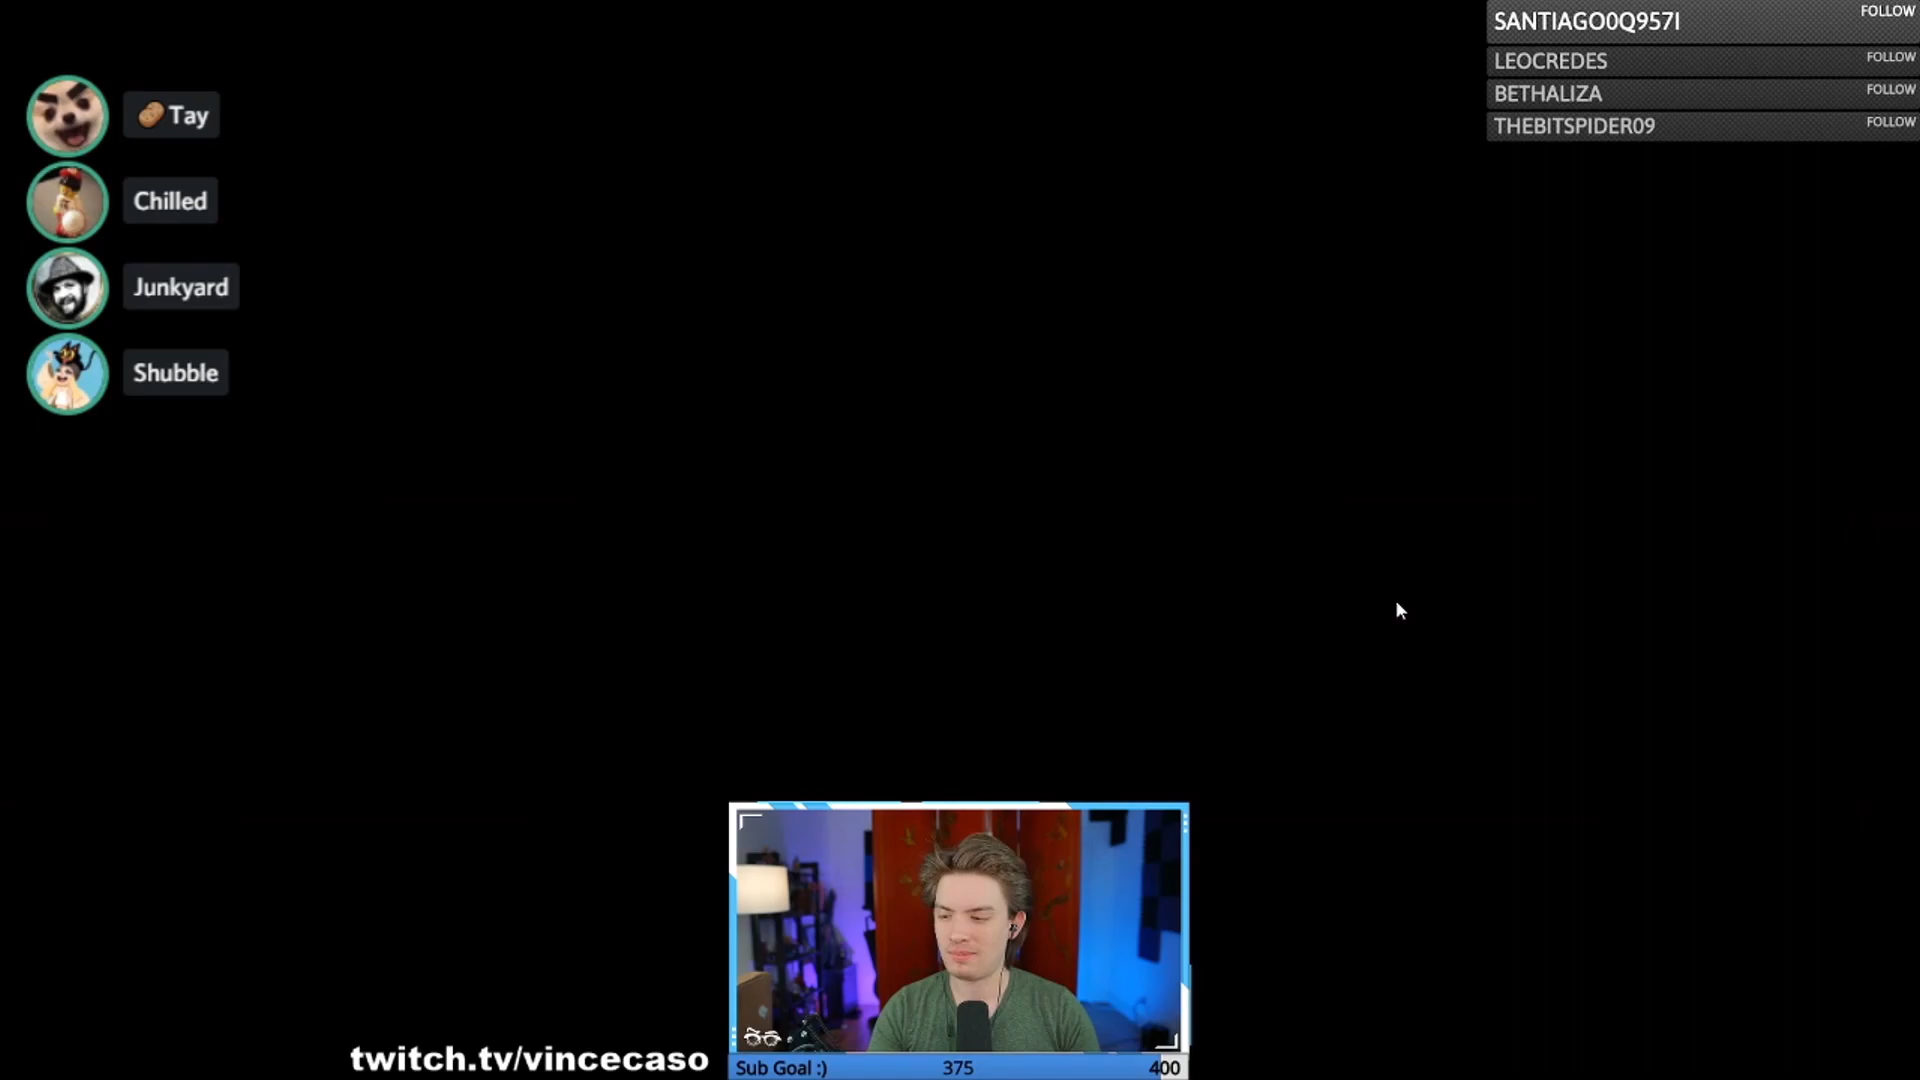 SANTIAGO0Q957I FOLLOW
LEOCREDES FOLLOW
BETHALIZA FOLLOW
THEBITSPIDER09 FOLLOW
Tay
Chilled
Junkyard
Shubble
twitch.tv/vincecaso
Sub Goal :) 375 400